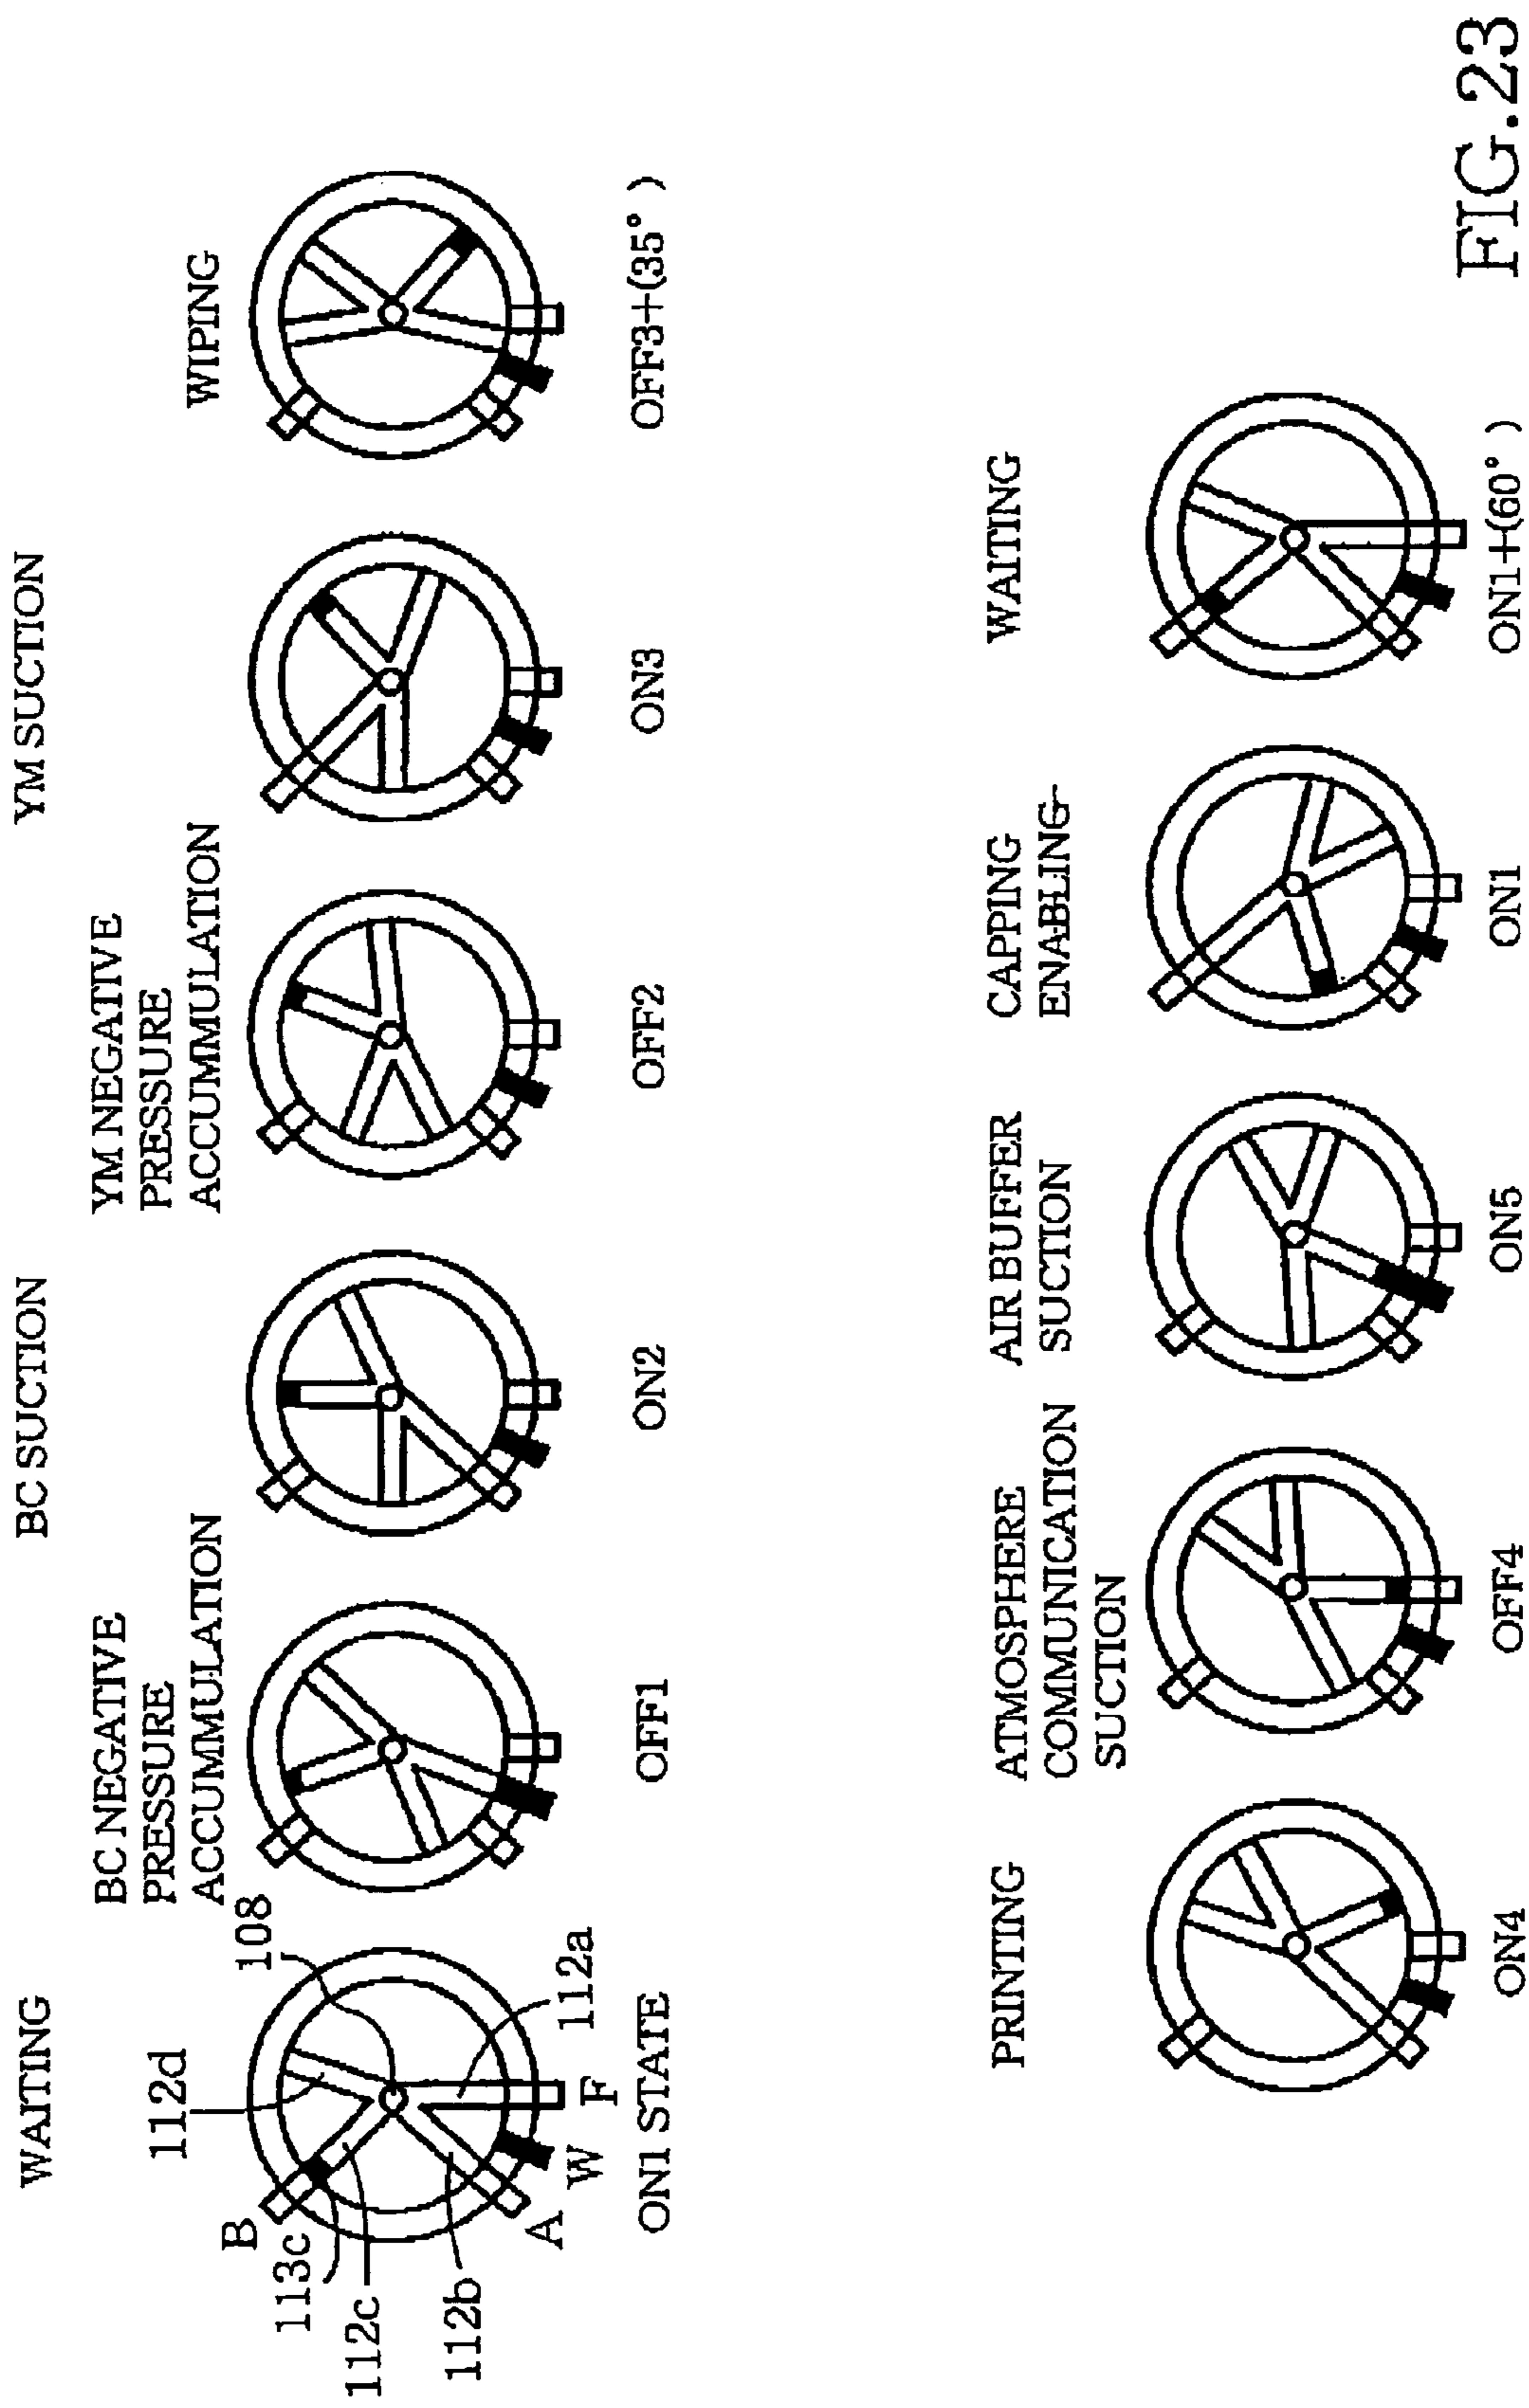 WAITING
112d
108
B
113c
112c
112b
A
W
F
112a
ON1 STATE
BC NEGATIVE
PRESSURE
ACCUMMULATION
OFF1
BC SUCTION
ON2
YM NEGATIVE
PRESSURE
ACCUMMULATION
OFF2
YM SUCTION
ON3
WIPING
OFF3+(35° )
PRINTING
ON4
ATMOSPHERE
COMMUNICATION
SUCTION
OFF4
AIR BUFFER
SUCTION
ON5
CAPPING
ENABLING
ON1
WAITING
ON1+(60° )
FIG.23